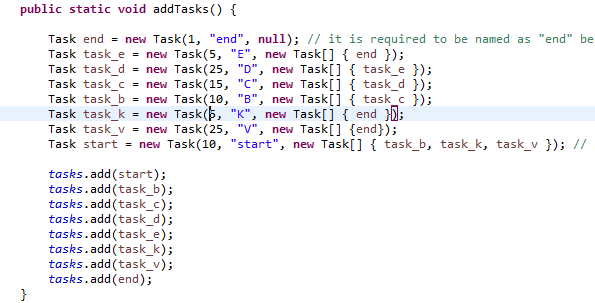 public static void addTasks() {
Task end = new Task(1, "end", null); // it is required to be named as "end" be
Task task_e = new Task(5, "E", new Task[] { end });
Task task_d = new Task(25, "D", new Task[] { task_e });
Task task_c = new Task(15, "C", new Task[] { task_d });
Task task_b = new Task(10, "B", new Task[] { task_c });
Task task_k = new Task(5, "K", new Task[] { end });
Task task_v = new Task(25, "V", new Task[] {end});
Task start = new Task(10, "start", new Task[] { task_b, task_k, task_v }); //
tasks.add(start);
tasks.add(task_b);
tasks.add(task_c);
tasks.add(task_d);
tasks.add(task_e);
tasks.add(task_k);
tasks.add(task_v);
tasks.add(end);
}